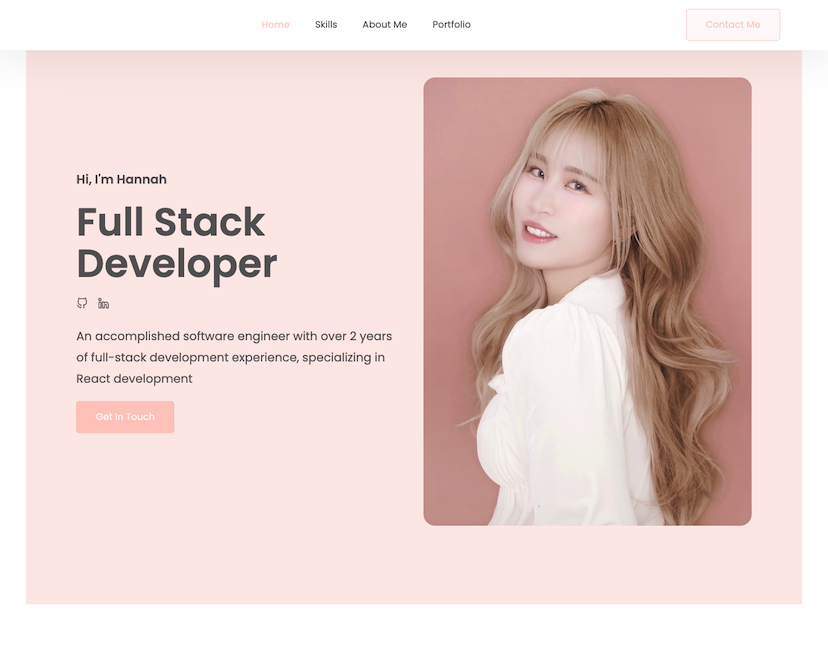 Home Skills About Me Portfolio Contact Me
Hi, I'm Hannah
Full Stack
Developer
An accomplished software engineer with over 2 years
of full-stack development experience, specializing in
React development
Get In Touch